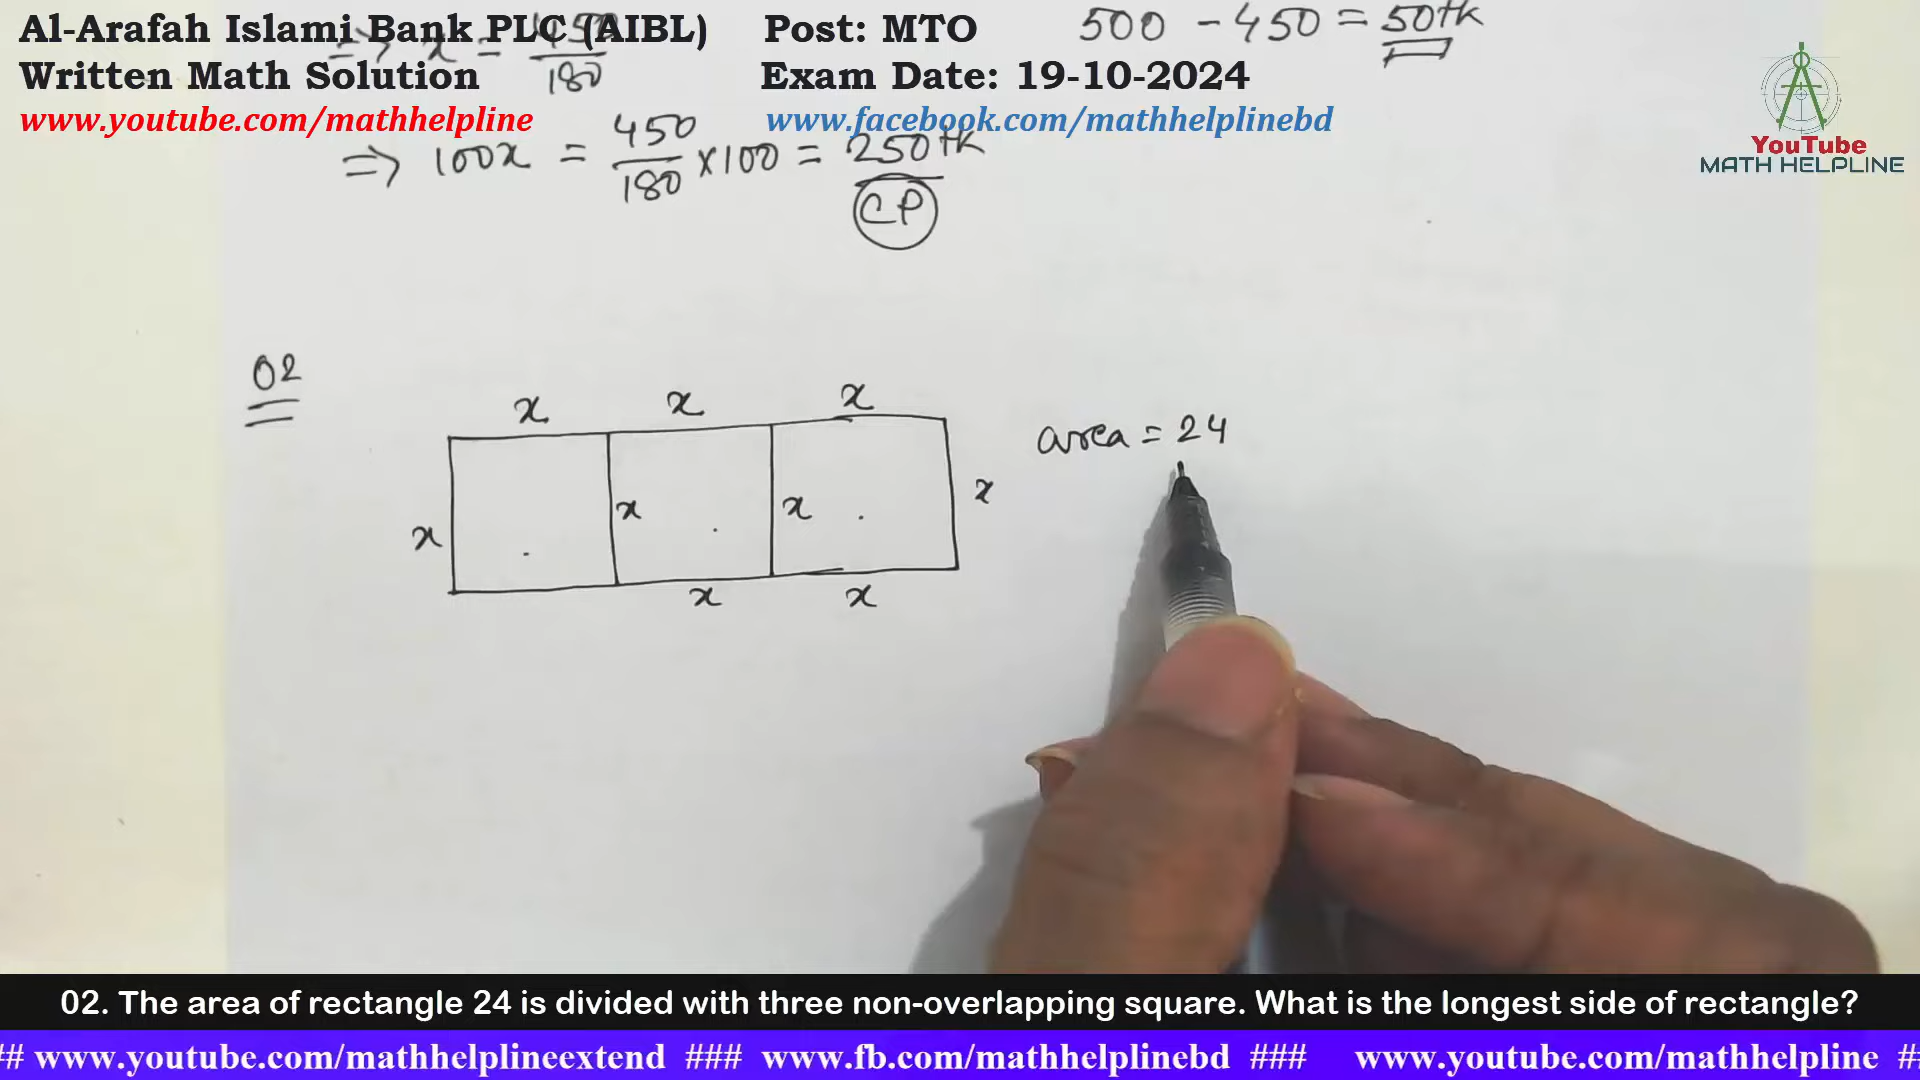 Al-Arafah Islami Bank PLC (AIBL) Post: MTO 500 - 450 = 50tk
⇒ x = 450/180
Written Math Solution Exam Date: 19-10-2024
www.youtube.com/mathhelpline www.facebook.com/mathhelplinebd
⇒ 100x = 450/180 × 100 = 250tk
CP
YouTube
MATH HELPLINE
02
x x x
area = 24
x x x x
x x
02. The area of rectangle 24 is divided with three non-overlapping square. What is the longest side of rectangle?
## www.youtube.com/mathhelplineextend ### www.fb.com/mathhelplinebd ### www.youtube.com/mathhelpline ##